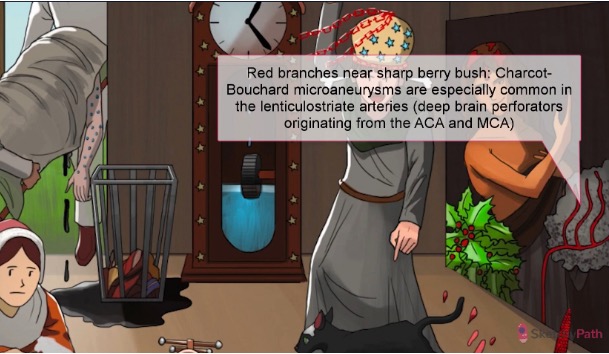 Red branches near sharp berry bush: Charcot-
Bouchard microaneurysms are especially common in
the lenticulostriate arteries (deep brain perforators
originating from the ACA and MCA)
SketchyPath